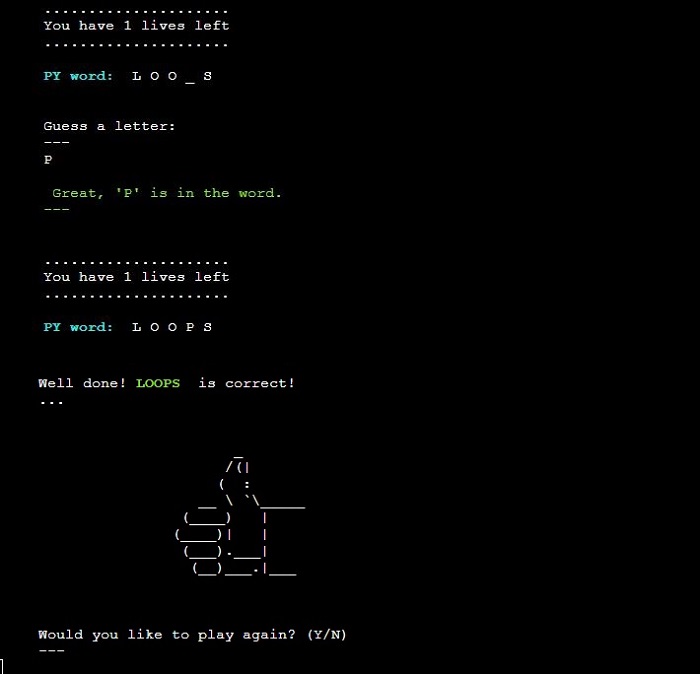 .....................
You have 1 lives left
.....................
PY word:  L O O _ S
Guess a letter:
---
P
Great, 'P' is in the word.
---
.....................
You have 1 lives left
.....................
PY word:  L O O P S
Well done! LOOPS  is correct!
...
Would you like to play again? (Y/N)
---